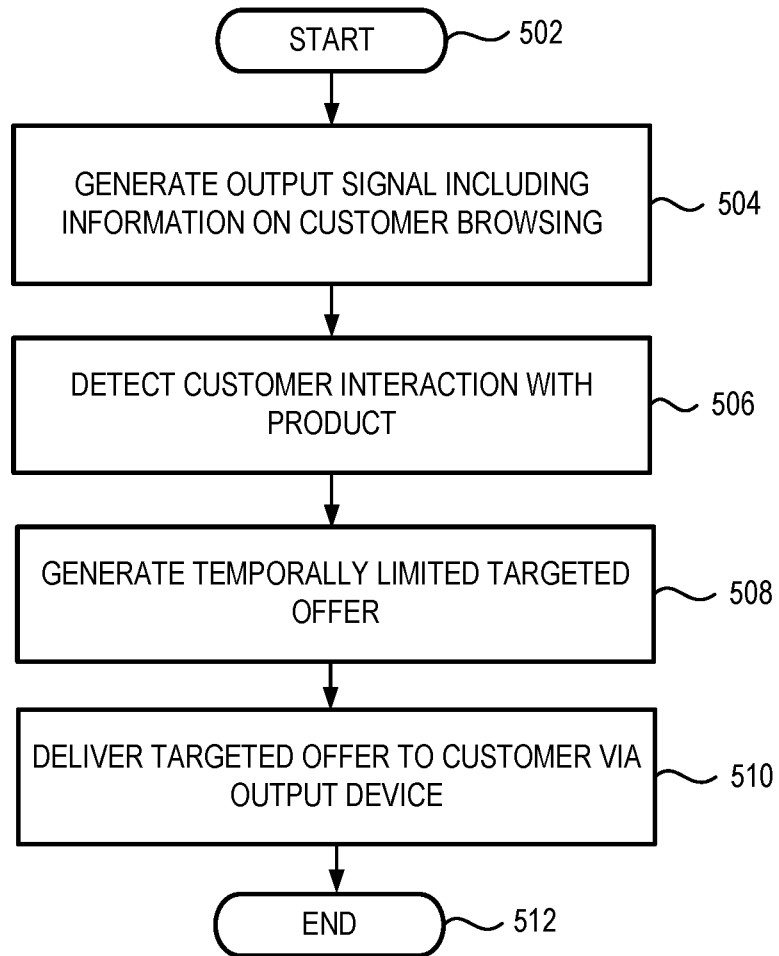 START
502
GENERATE OUTPUT SIGNAL INCLUDING
INFORMATION ON CUSTOMER BROWSING
504
DETECT CUSTOMER INTERACTION WITH
PRODUCT
506
GENERATE TEMPORALLY LIMITED TARGETED
OFFER
508
DELIVER TARGETED OFFER TO CUSTOMER VIA
OUTPUT DEVICE
510
END
512